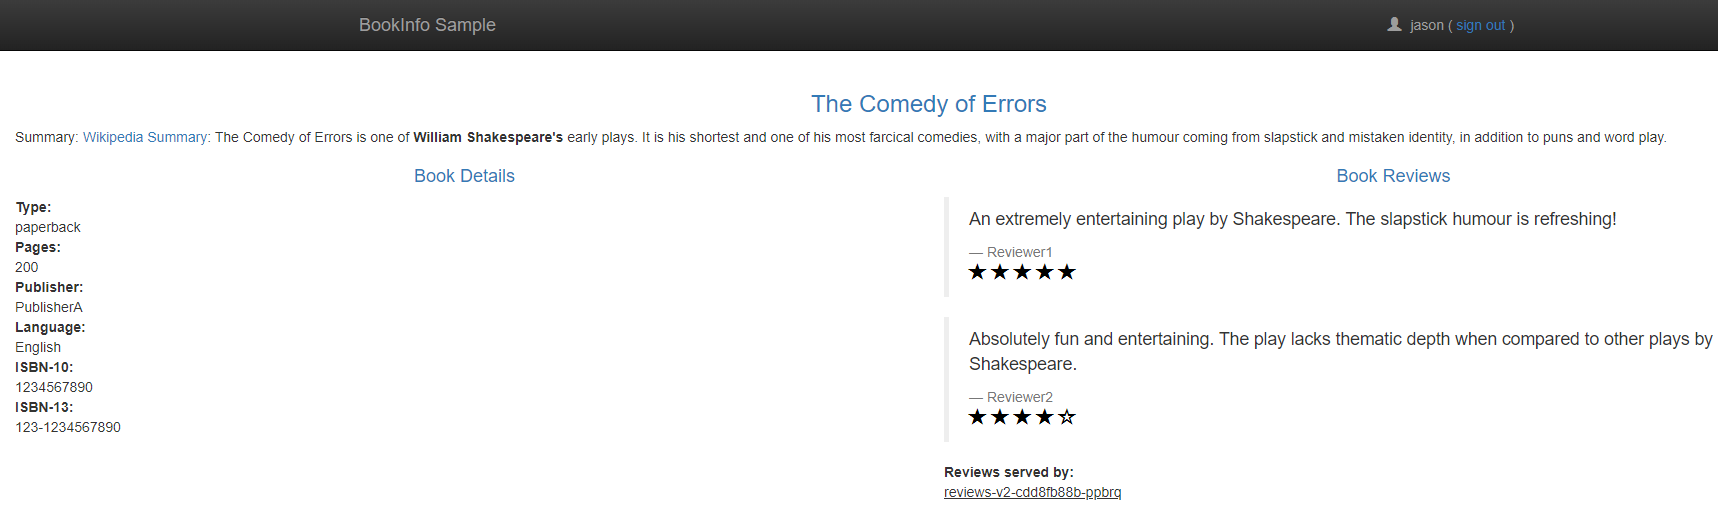 BookInfo Sample
jason ( sign out )
The Comedy of Errors
Summary: Wikipedia Summary: The Comedy of Errors is one of William Shakespeare's early plays. It is his shortest and one of his most farcical comedies, with a major part of the humour coming from slapstick and mistaken identity, in addition to puns and word play.
Book Details
Type:
paperback
Pages:
200
Publisher:
PublisherA
Language:
English
ISBN-10:
1234567890
ISBN-13:
123-1234567890
Book Reviews
An extremely entertaining play by Shakespeare. The slapstick humour is refreshing!
— Reviewer1
★★★★★
Absolutely fun and entertaining. The play lacks thematic depth when compared to other plays by
Shakespeare.
— Reviewer2
★★★★☆
Reviews served by:
reviews-v2-cdd8fb88b-ppbrq